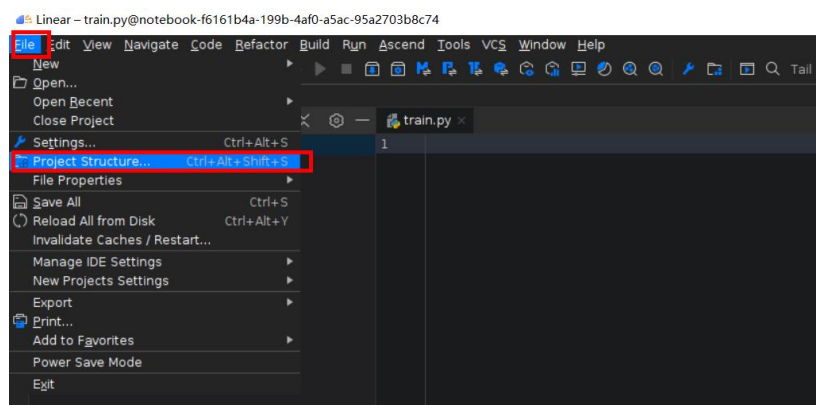 Linear – train.py@notebook-f6161b4a-199b-4af0-a5ac-95a2703b8c74
File Edit View Navigate Code Refactor Build Run Ascend Tools VCS Window Help
New
Open...
Tail
Open Recent
Close Project
train.py
Settings... Ctrl+Alt+S
1
Project Structure... Ctrl+Alt+Shift+S
File Properties
Save All Ctrl+S
Reload All from Disk Ctrl+Alt+Y
Invalidate Caches / Restart...
Manage IDE Settings
New Projects Settings
Export
Print...
Add to Favorites
Power Save Mode
Exit